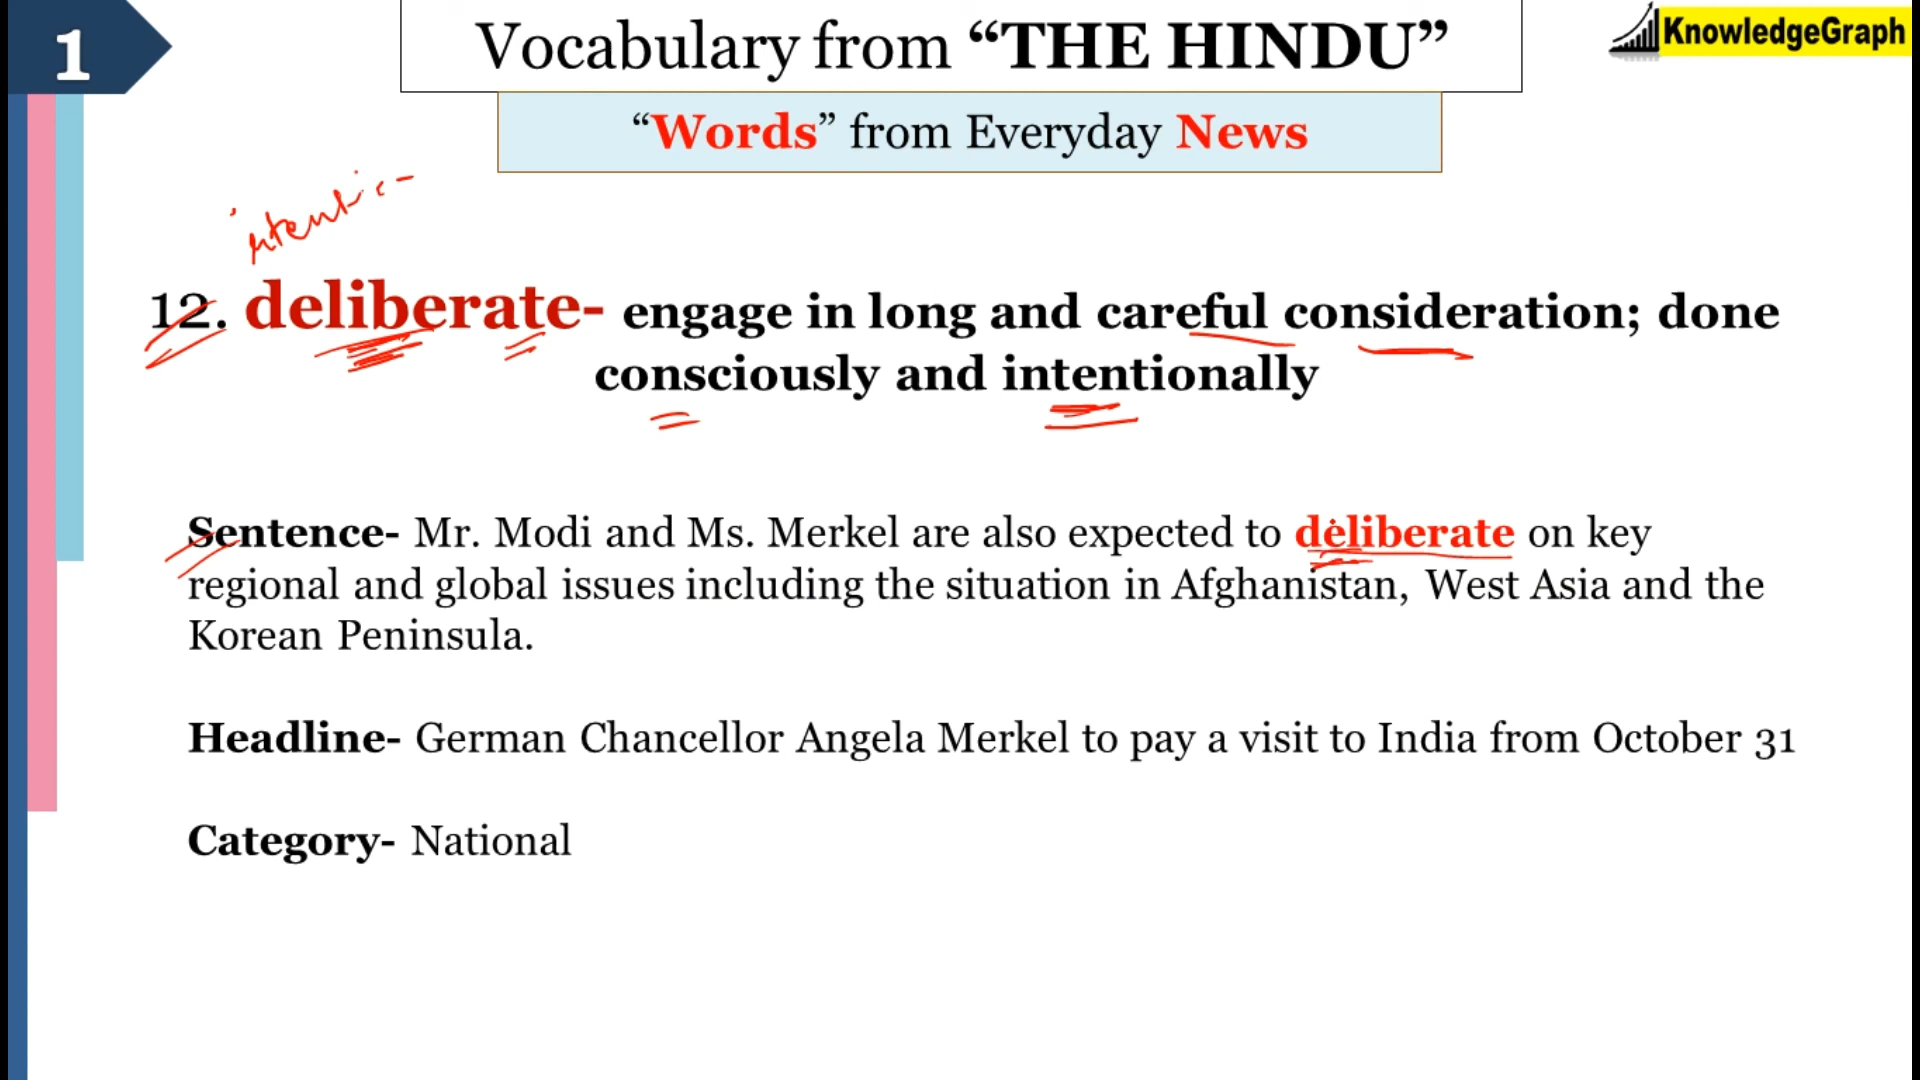 1
Vocabulary from “THE HINDU”
KnowledgeGraph
“Words” from Everyday News
12. deliberate- engage in long and careful consideration; done
consciously and intentionally
Sentence- Mr. Modi and Ms. Merkel are also expected to deliberate on key
regional and global issues including the situation in Afghanistan, West Asia and the
Korean Peninsula.
Headline- German Chancellor Angela Merkel to pay a visit to India from October 31
Category- National